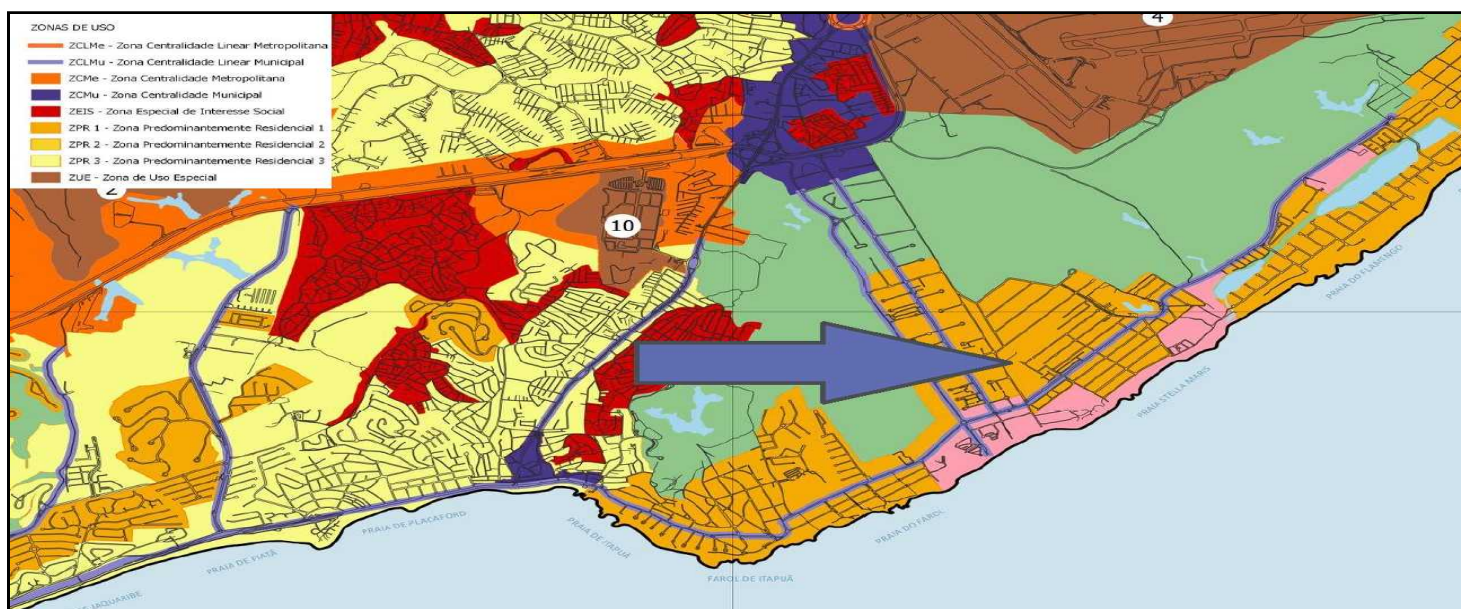 ZONAS DE USO
ZCLMe - Zona Centralidade Linear Metropolitana
ZCLMu - Zona Centralidade Linear Municipal
ZCMe - Zona Centralidade Metropolitana
ZCMu - Zona Centralidade Municipal
ZEIS - Zona Especial de Interesse Social
ZPR 1 - Zona Predominantemente Residencial 1
ZPR 2 - Zona Predominantemente Residencial 2
ZPR 3 - Zona Predominantemente Residencial 3
ZUE - Zona de Uso Especial
4
2
10
PRAIA DO FLAMENGO
PRAIA STELLA MARIS
PRAIA DO FAROL
FAROL DE ITAPUÃ
PRAIA DE ITAPUÃ
PRAIA DE PLACAFORD
PRAIA DE PIATÃ
DE JAGUARIBE